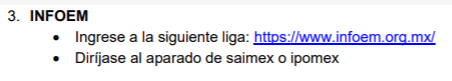 3. INFOEM
• Ingrese a la siguiente liga: https://www.infoem.org.mx/
• Diríjase al aparado de saimex o ipomex